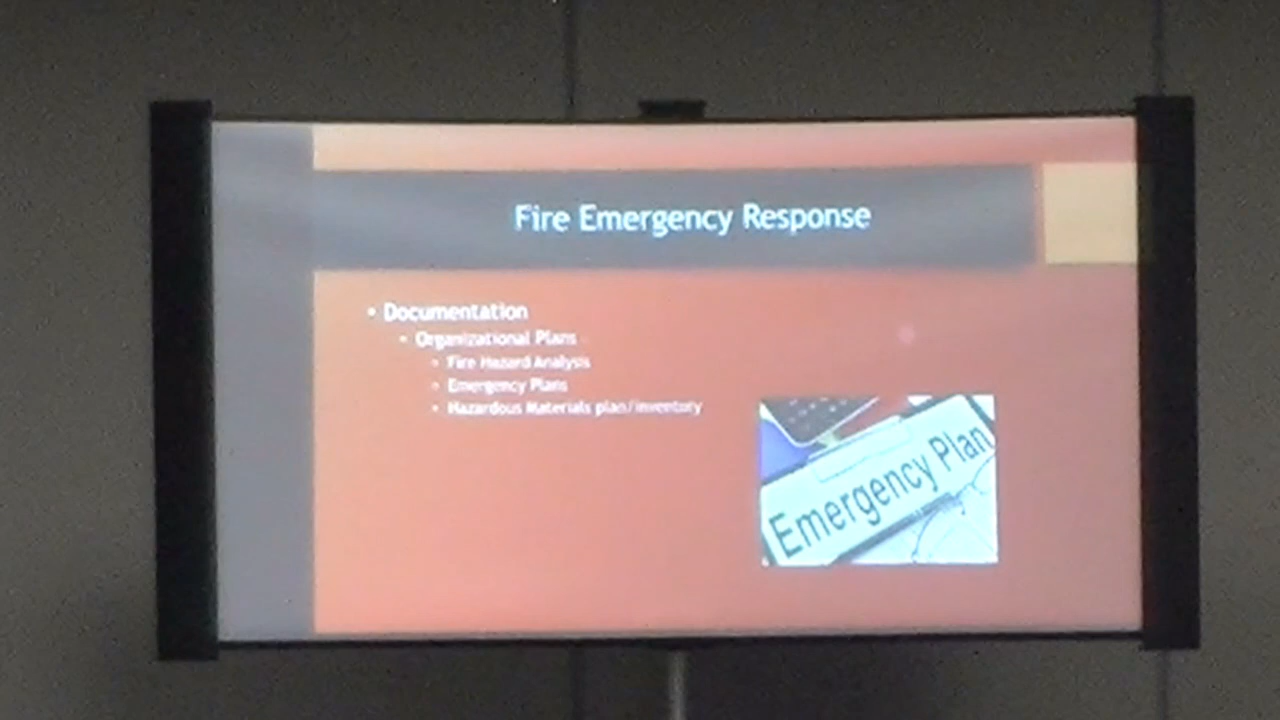 Fire Emergency Response
• Documentation
• Organizational Plans
• Fire Hazard Analysis
• Emergency Plans
• Hazardous Materials plan/inventory
Emergency Plan